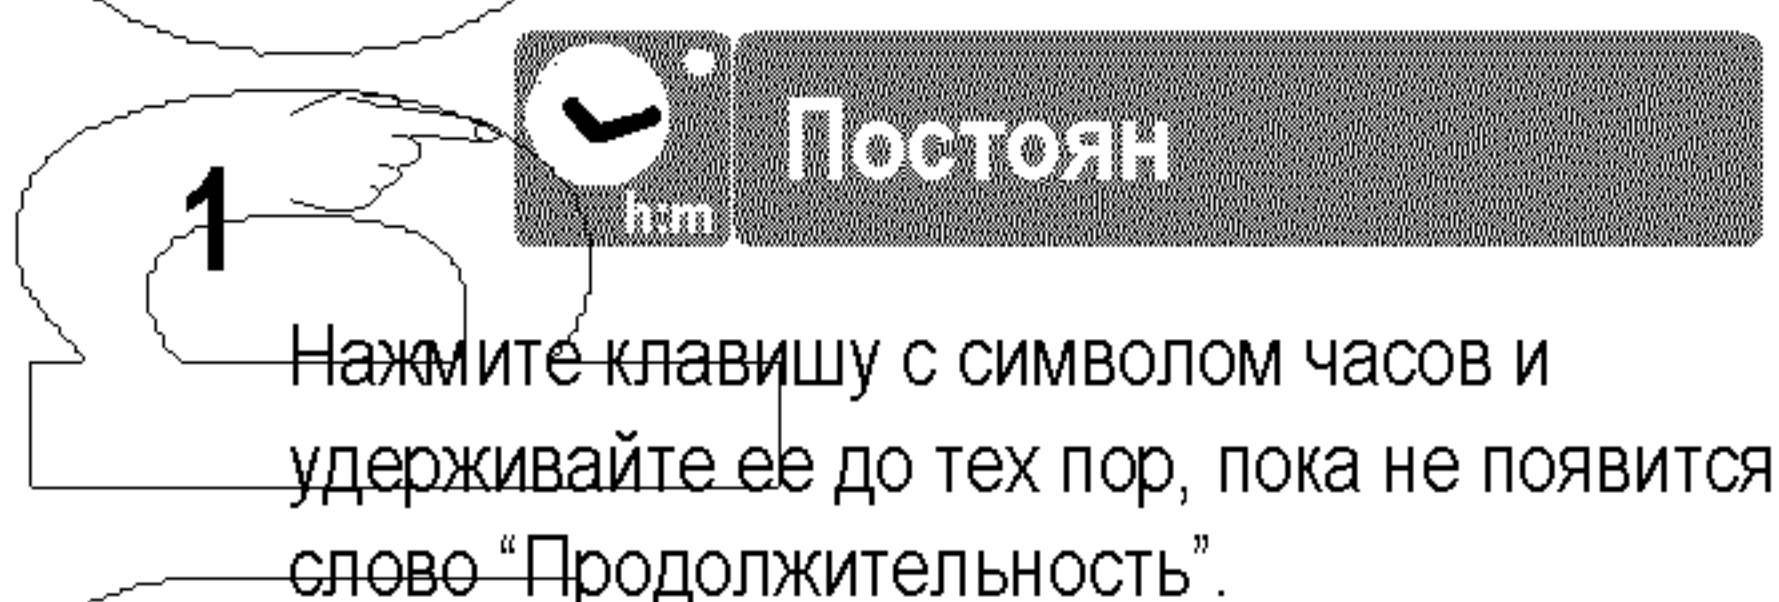 Постоян
h:m
1
Нажмите клавишу с символом часов и
удерживайте ее до тех пор, пока не появится
слово “Продолжительность”.